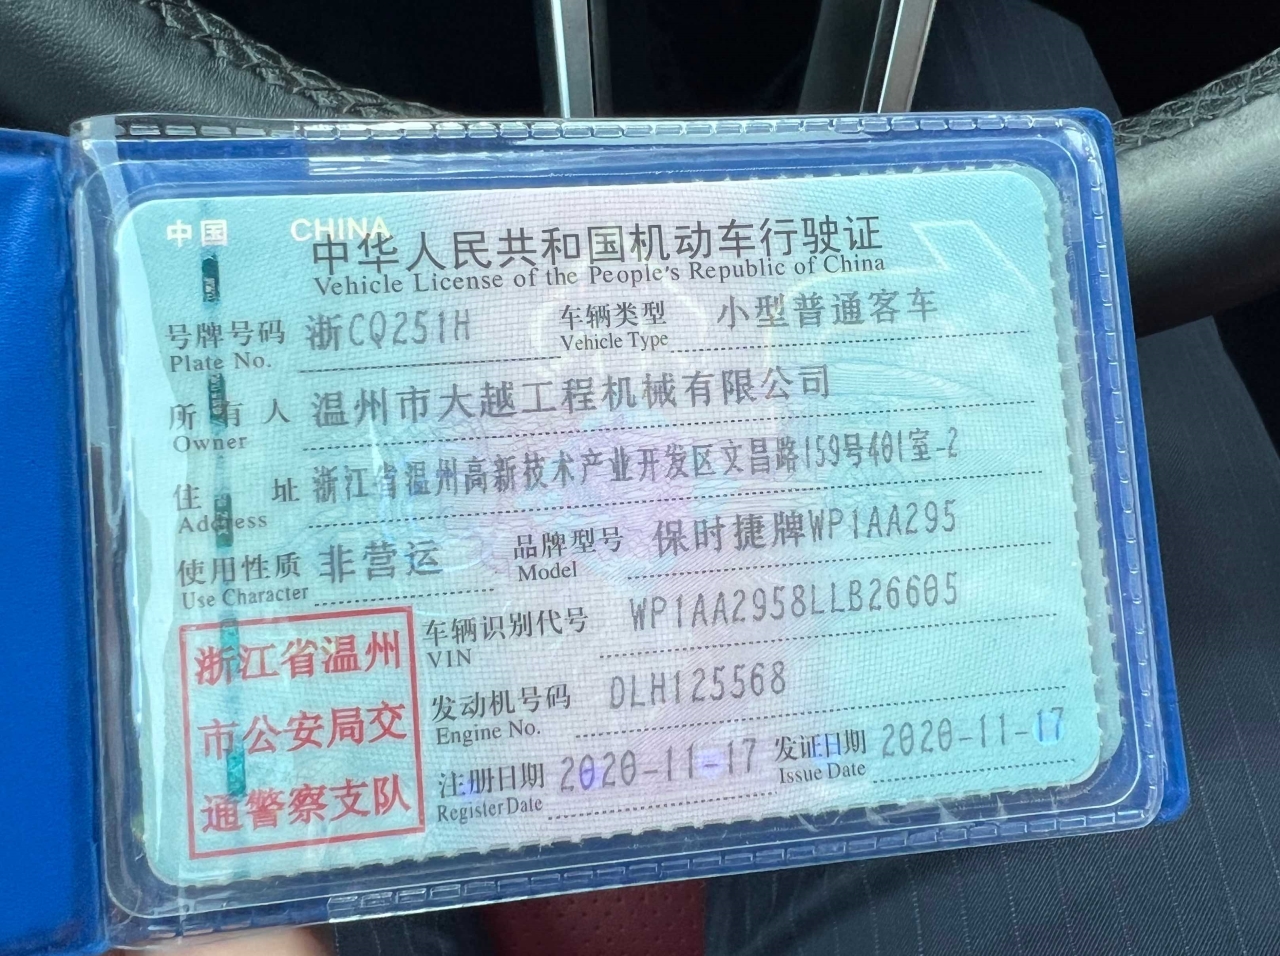 中国 CHINA
中华人民共和国机动车行驶证
Vehicle License of the People's Republic of China
号牌号码 浙CQ251H 车辆类型 小型普通客车
Plate No. Vehicle Type
所有人 温州市大越工程机械有限公司
Owner
住址 浙江省温州高新技术产业开发区文昌路159号401室-2
Address
使用性质 非营运 品牌型号 保时捷牌WP1AA295
Use Character Model
车辆识别代号 WP1AA2958LLB26605
VIN
发动机号码 DLH125568
Engine No.
注册日期 2020-11-17 发证日期 2020-11-17
Register Date Issue Date
浙江省温州
市公安局交
通警察支队